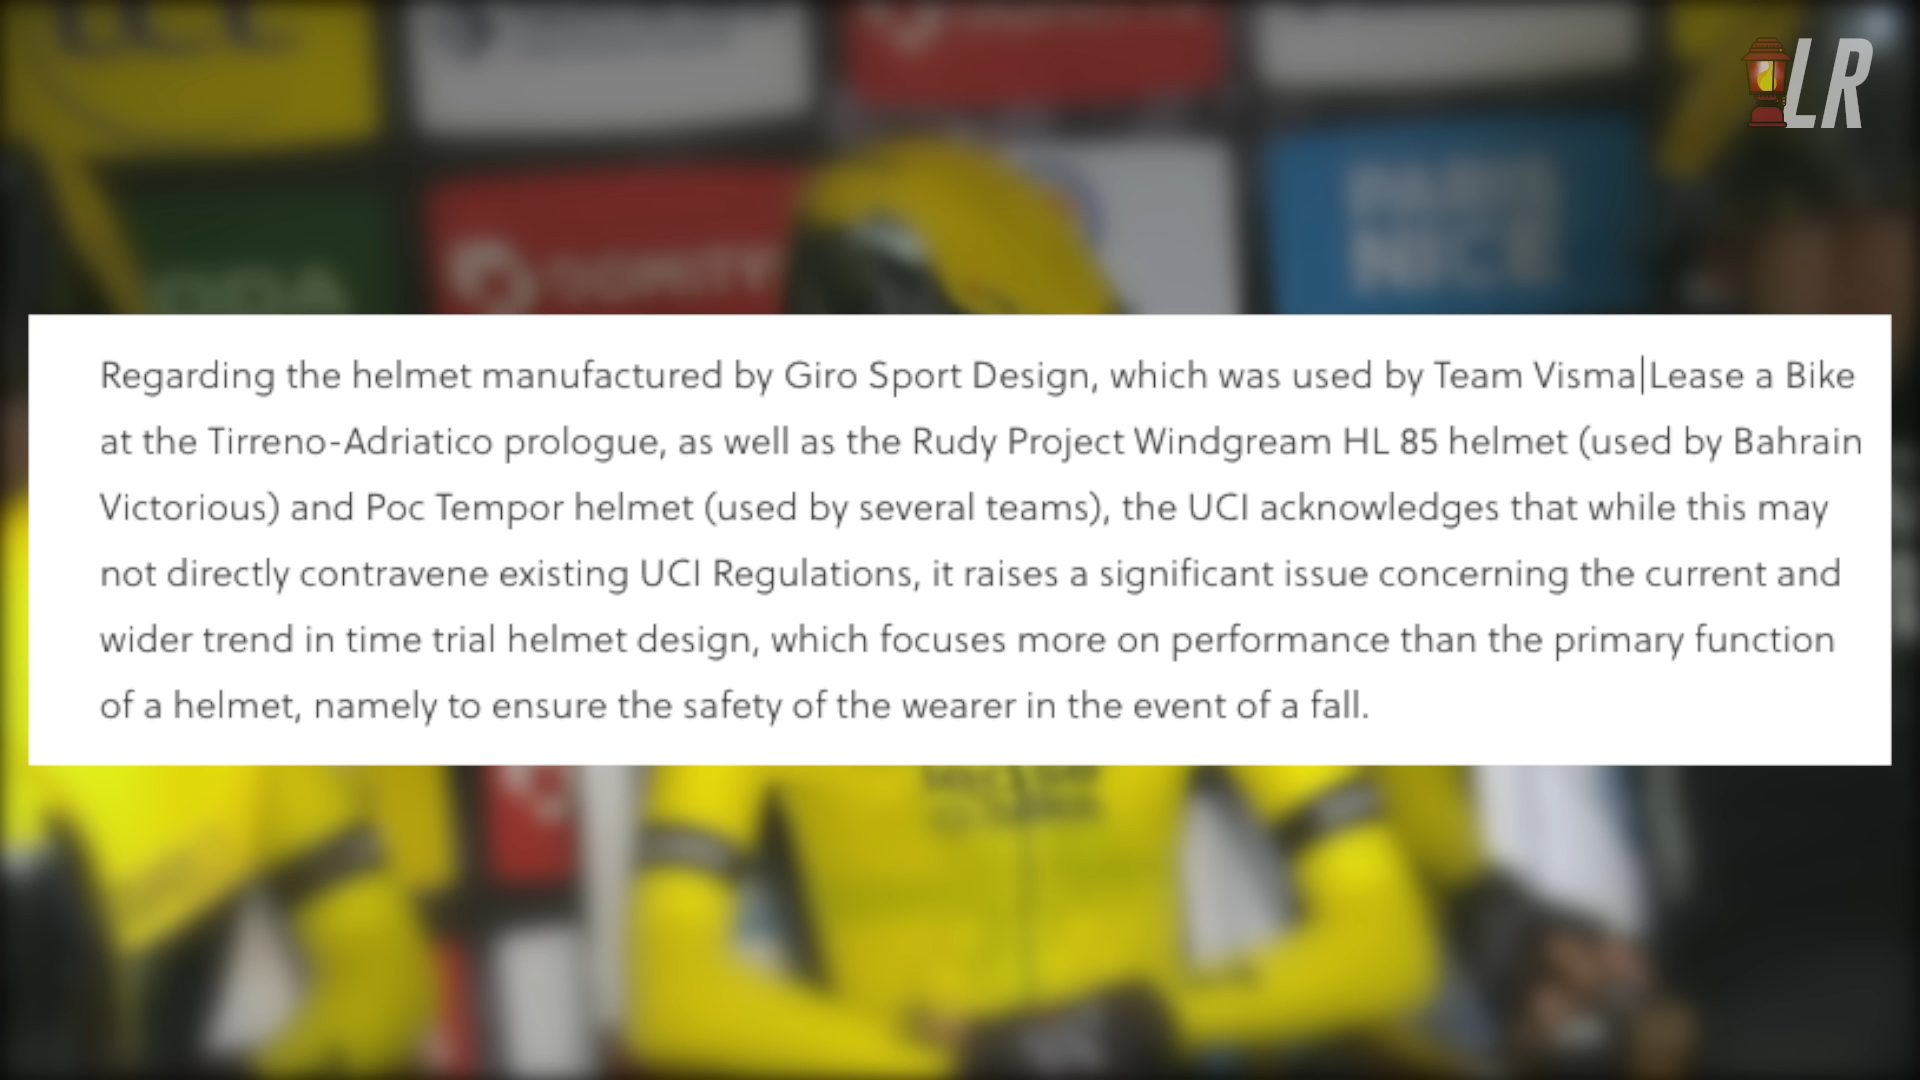 LR
PARIS
NICE
Regarding the helmet manufactured by Giro Sport Design, which was used by Team Visma|Lease a Bike
at the Tirreno-Adriatico prologue, as well as the Rudy Project Windgream HL 85 helmet (used by Bahrain
Victorious) and Poc Tempor helmet (used by several teams), the UCI acknowledges that while this may
not directly contravene existing UCI Regulations, it raises a significant issue concerning the current and
wider trend in time trial helmet design, which focuses more on performance than the primary function
of a helmet, namely to ensure the safety of the wearer in the event of a fall.